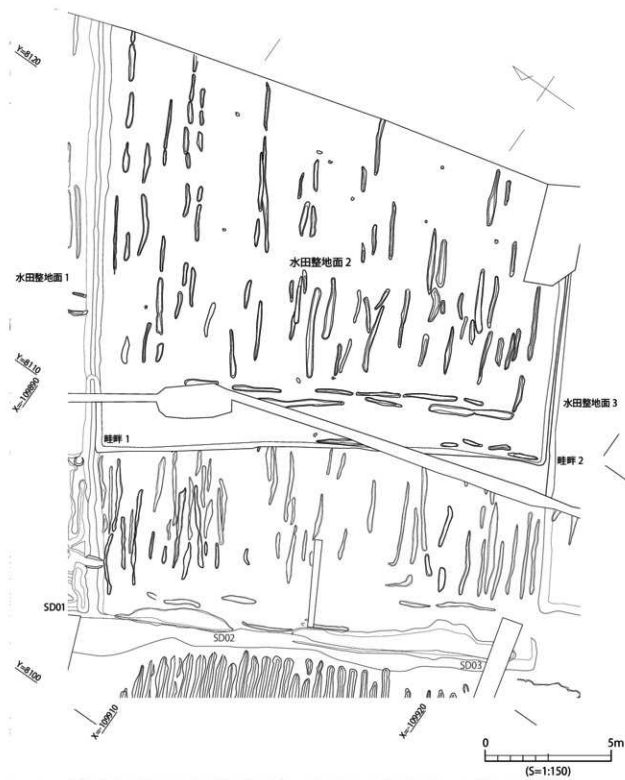 Y=8120
水田整地面 2
水田整地面 1
Y=8110
X=-109890
水田整地面 3
畦畔 1
畦畔 2
SD01
SD02
SD03
Y=8100
X=-109910
X=-109920
0 5m
(S=1:150)